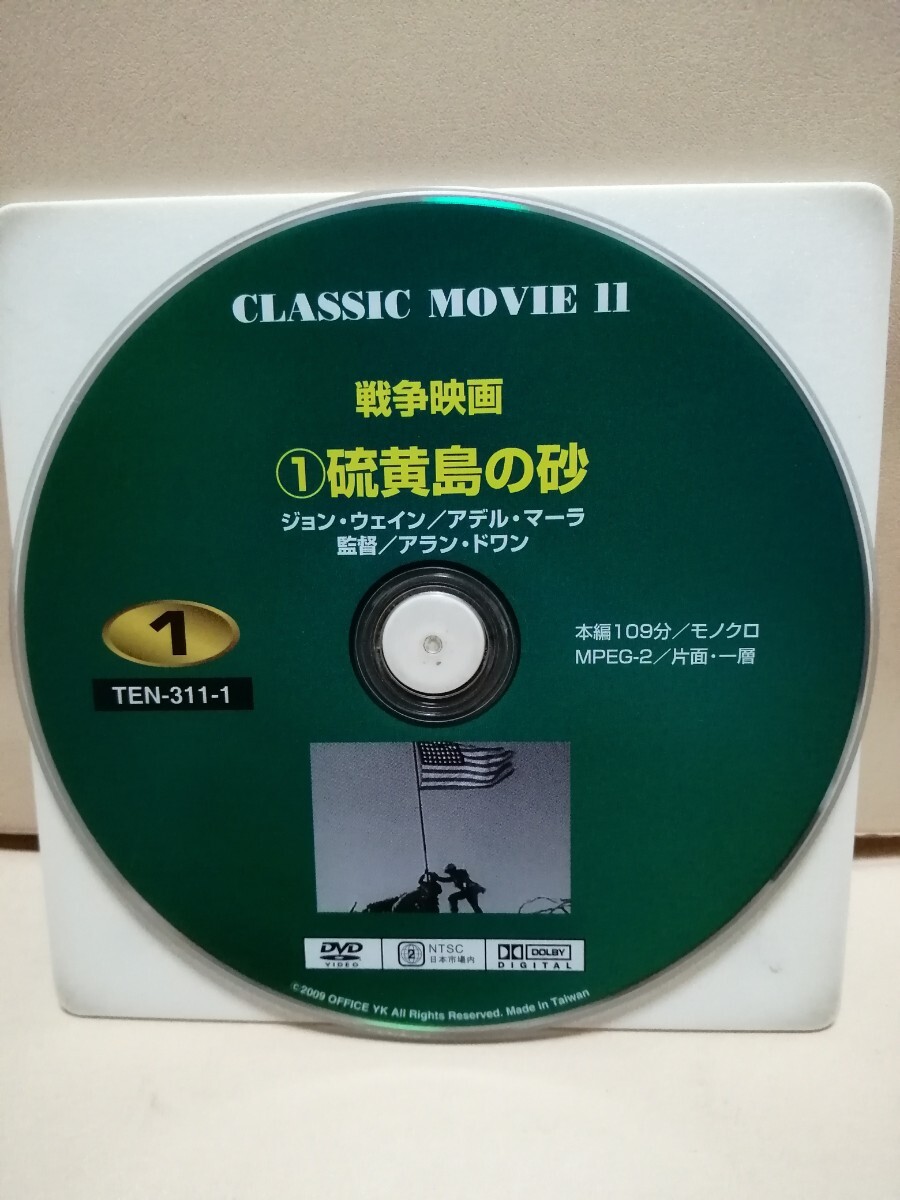 CLASSIC MOVIE 11
戦争映画
①硫黄島の砂
ジョン・ウェイン／アデル・マーラ
監督／アラン・ドワン
1
TEN-311-1
本編109分／モノクロ
MPEG-2／片面・一層
DVD
VIDEO
2
NTSC
日本市場内
DOLBY
DIGITAL
©2009 OFFICE YK All Rights Reserved. Made in Taiwan